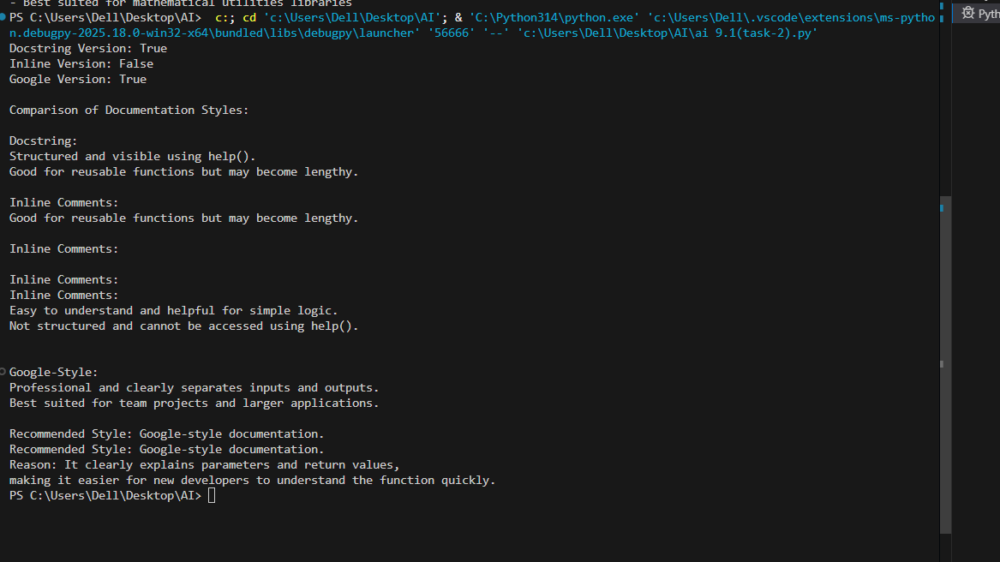 - Best suited for mathematical utilities libraries
PS C:\Users\Dell\Desktop\AI>  c:; cd 'c:\Users\Dell\Desktop\AI'; & 'C:\Python314\python.exe' 'c:\Users\Dell\.vscode\extensions\ms-pytho
n.debugpy-2025.18.0-win32-x64\bundled\libs\debugpy\launcher' '56666' '--' 'c:\Users\Dell\Desktop\AI\ai 9.1(task-2).py'
Docstring Version: True
Inline Version: False
Google Version: True
Comparison of Documentation Styles:
Docstring:
Structured and visible using help().
Good for reusable functions but may become lengthy.
Inline Comments:
Good for reusable functions but may become lengthy.
Inline Comments:
Inline Comments:
Inline Comments:
Easy to understand and helpful for simple logic.
Not structured and cannot be accessed using help().
Google-Style:
Professional and clearly separates inputs and outputs.
Best suited for team projects and larger applications.
Recommended Style: Google-style documentation.
Recommended Style: Google-style documentation.
Reason: It clearly explains parameters and return values,
making it easier for new developers to understand the function quickly.
PS C:\Users\Dell\Desktop\AI>
Pyth